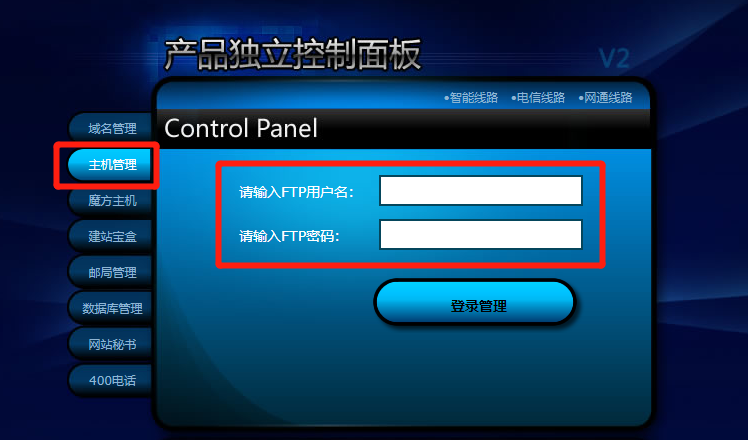 产品独立控制面板
V2
•智能线路 •电信线路 •网通线路
Control Panel
域名管理
主机管理
魔方主机
建站宝盒
邮局管理
数据库管理
网站秘书
400电话
请输入FTP用户名：
请输入FTP密码：
登录管理